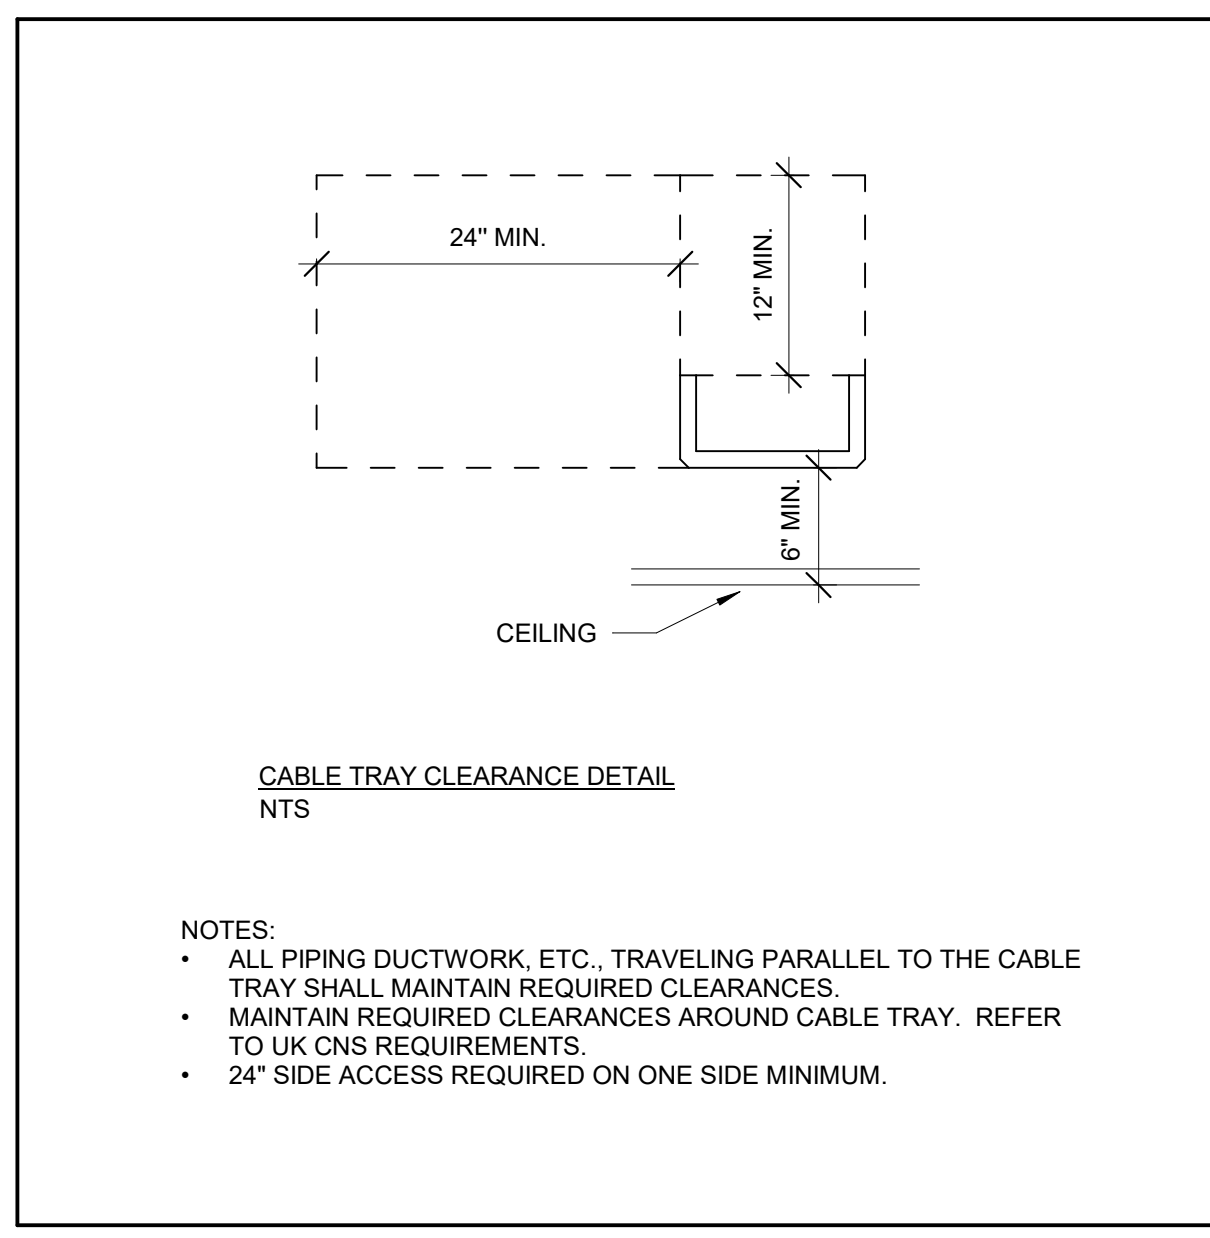 24" MIN.
12" MIN.
6" MIN.
CEILING
CABLE TRAY CLEARANCE DETAIL
NTS
NOTES:
• ALL PIPING DUCTWORK, ETC., TRAVELING PARALLEL TO THE CABLE
TRAY SHALL MAINTAIN REQUIRED CLEARANCES.
• MAINTAIN REQUIRED CLEARANCES AROUND CABLE TRAY. REFER
TO UK CNS REQUIREMENTS.
• 24" SIDE ACCESS REQUIRED ON ONE SIDE MINIMUM.